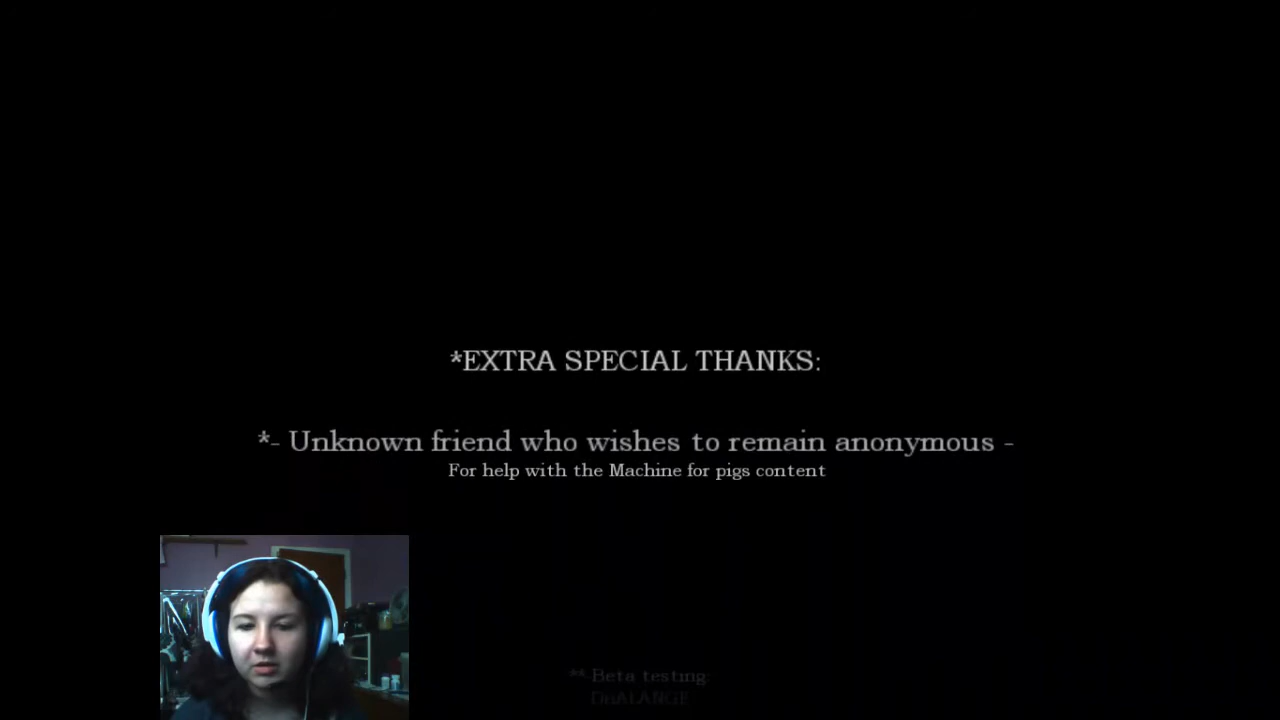 *EXTRA SPECIAL THANKS:
*- Unknown friend who wishes to remain anonymous -
For help with the Machine for pigs content
**-Beta testing: